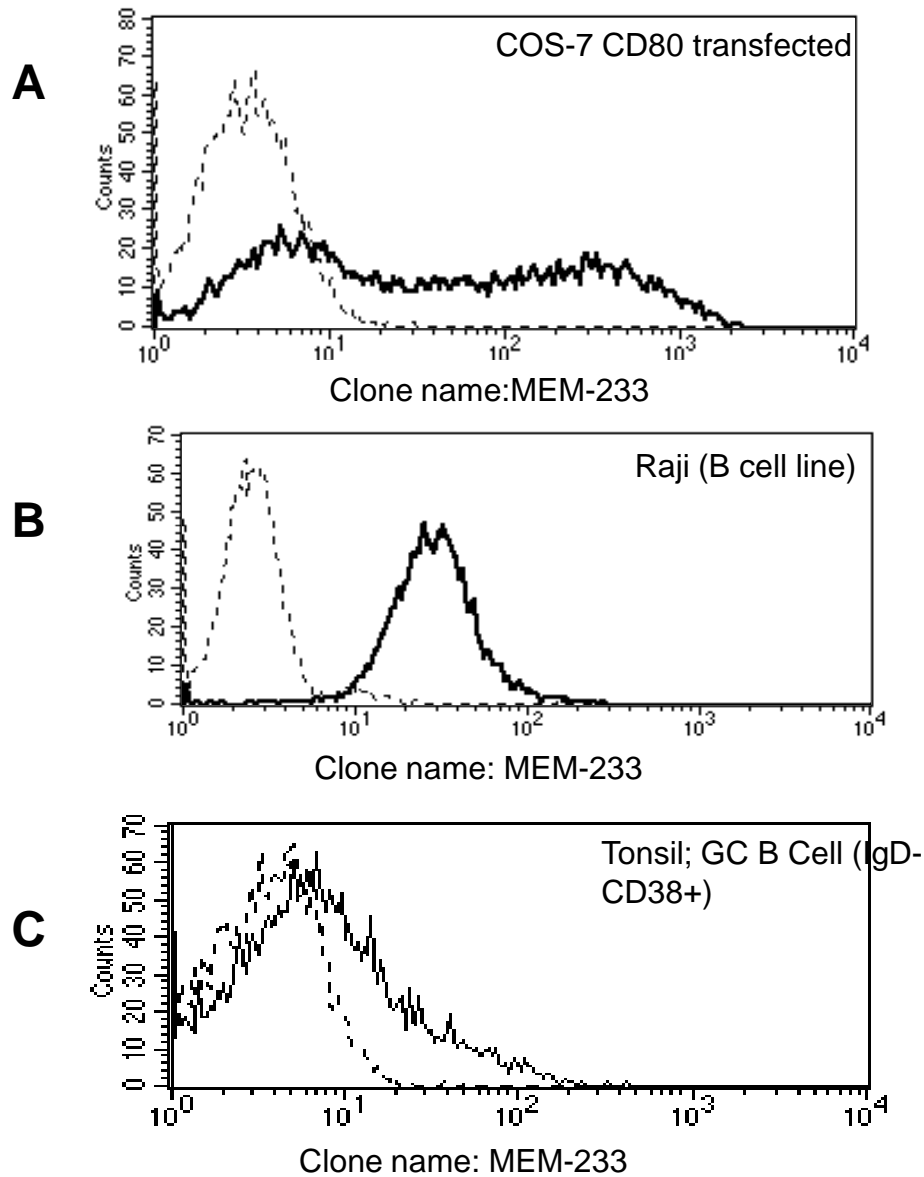 A
COS-7 CD80 transfected
Counts
80
70
60
50
40
30
20
10
0
10^0 10^1 10^2 10^3 10^4
Clone name:MEM-233
B
Raji (B cell line)
Counts
70
60
50
40
30
20
10
0
10^0 10^1 10^2 10^3 10^4
Clone name: MEM-233
C
Tonsil; GC B Cell (IgD-
CD38+)
Counts
70
60
50
40
30
20
10
0
10^0 10^1 10^2 10^3 10^4
Clone name: MEM-233